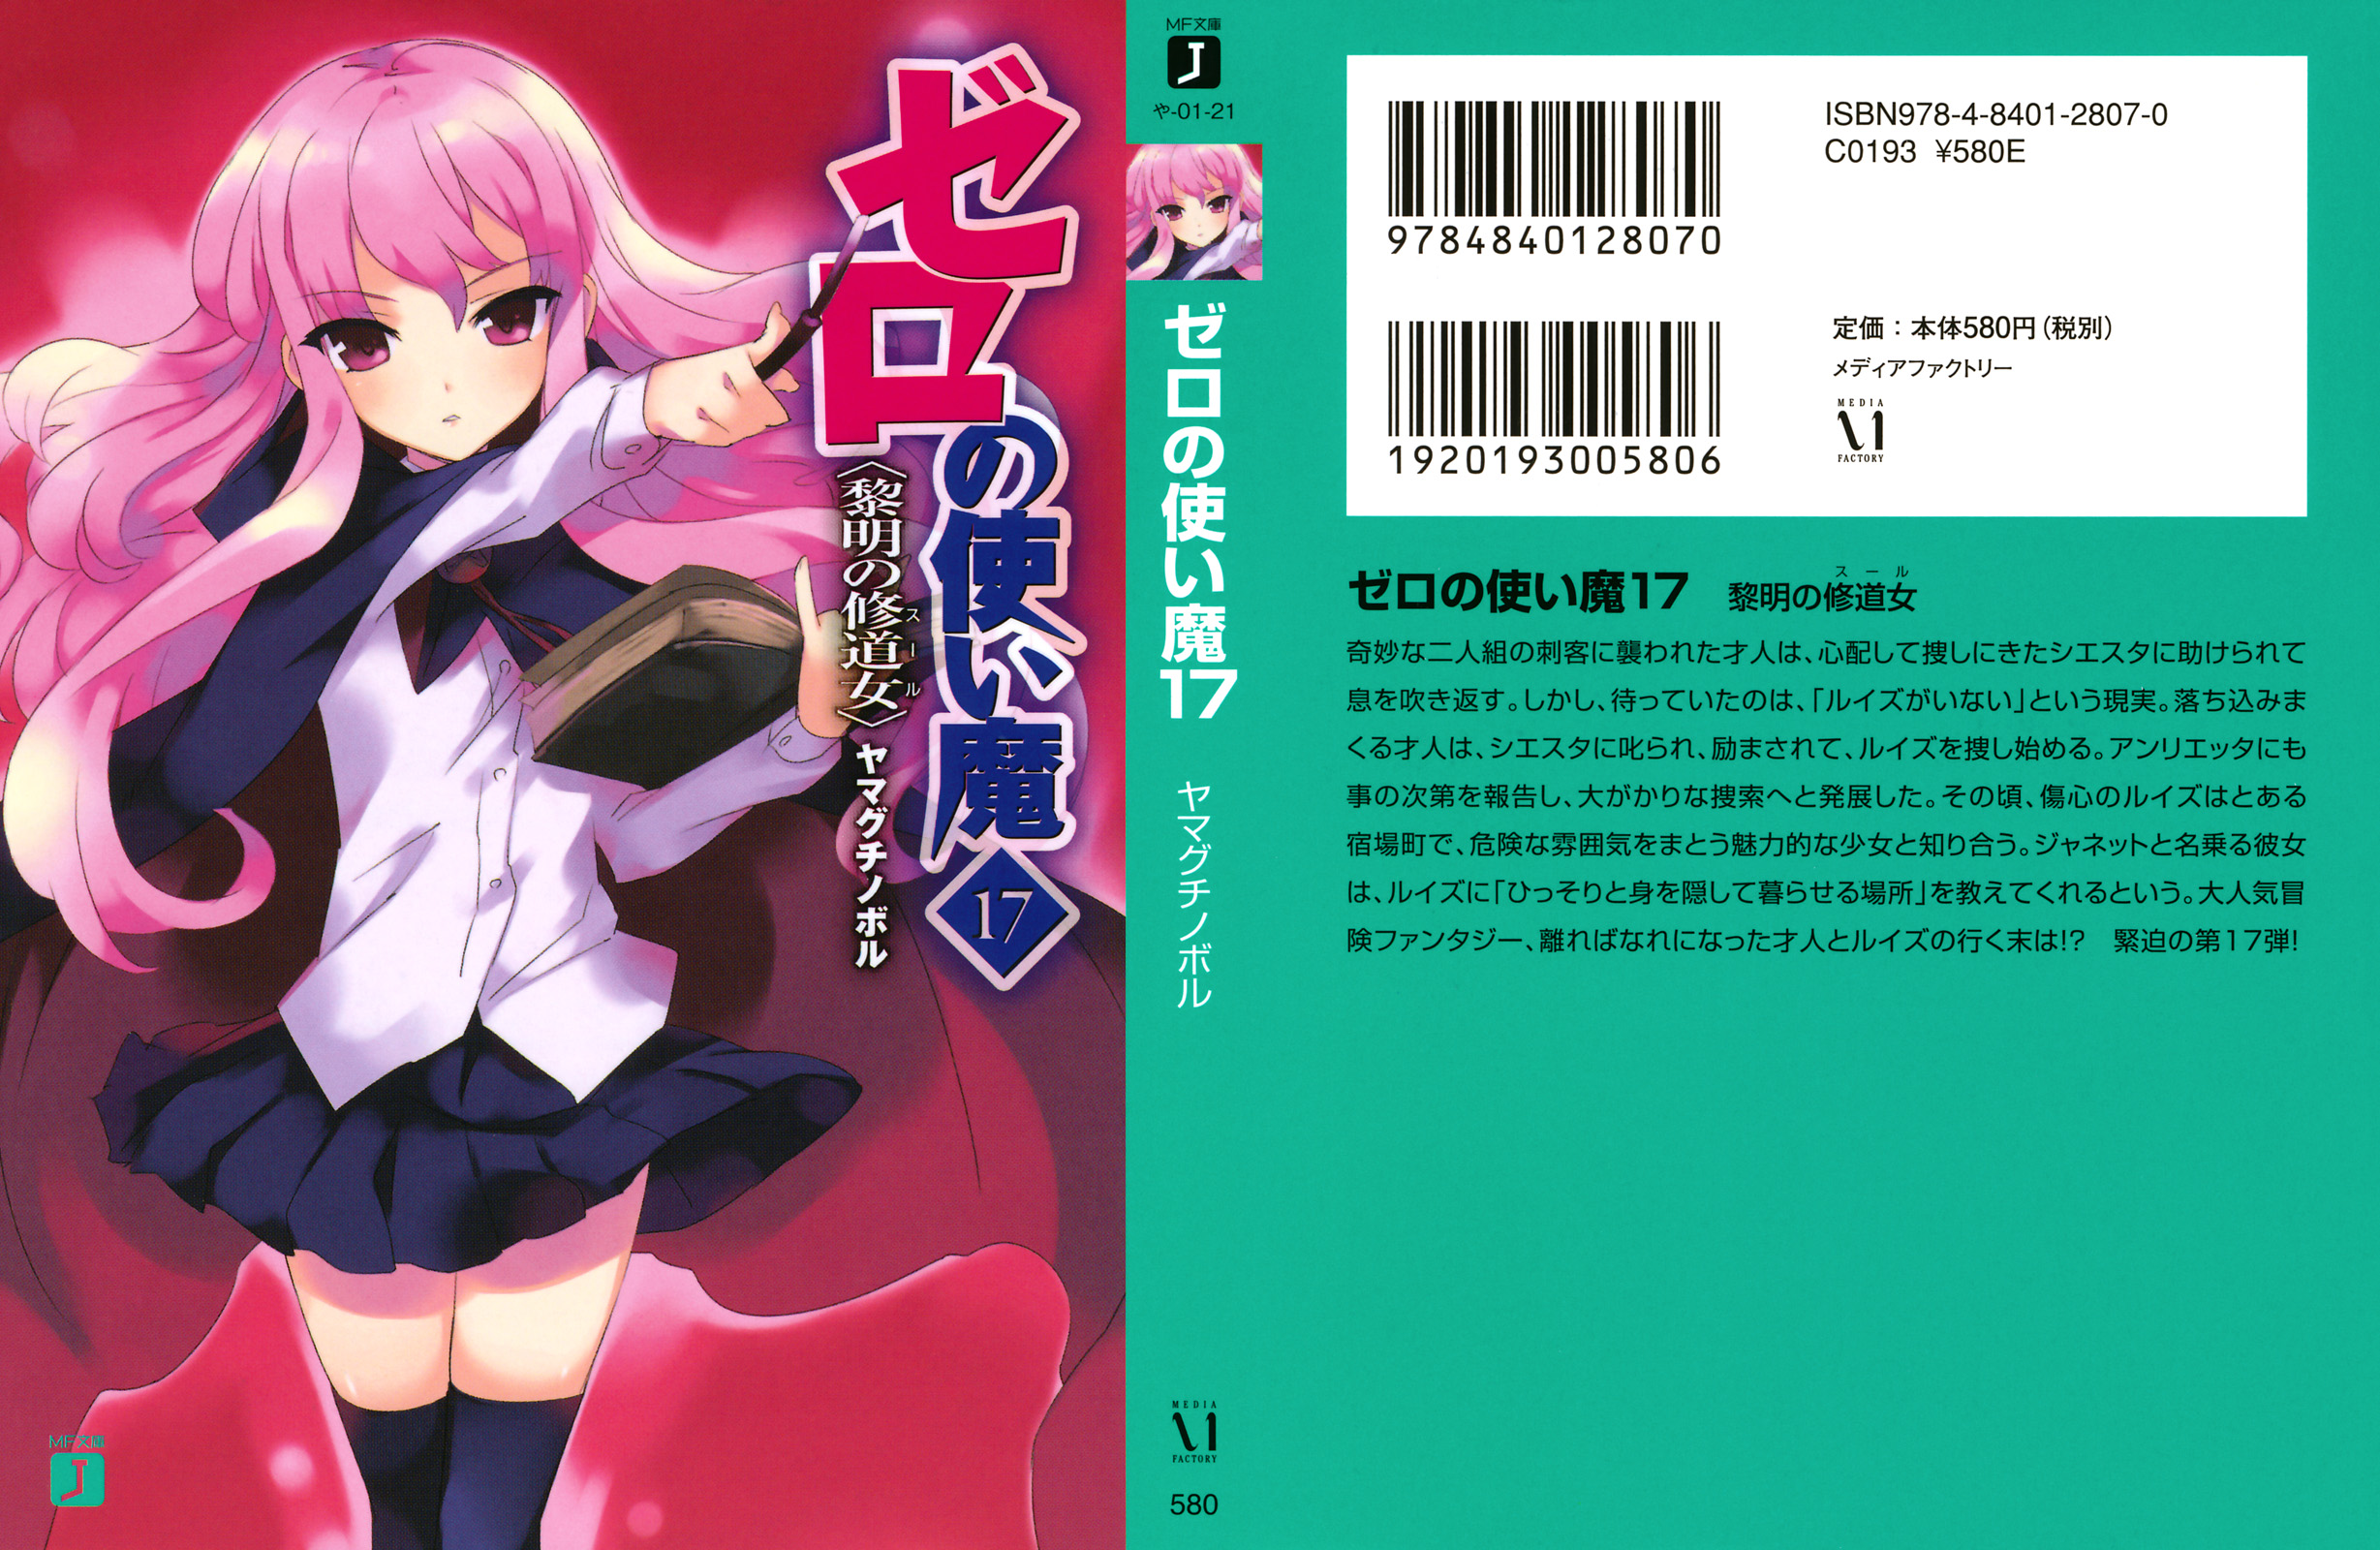 ゼロの使い魔
17
〈黎明の修道女〉
スール
ヤマグチノボル
MF文庫
J
MF文庫
J
や-01-21
ゼロの使い魔17
ヤマグチノボル
MEDIA
FACTORY
580
9784840128070
ISBN978-4-8401-2807-0
C0193 ¥580E
1920193005806
定価：本体580円(税別)
メディアファクトリー
MEDIA
FACTORY
スール
ゼロの使い魔17 黎明の修道女
奇妙な二人組の刺客に襲われた才人は、心配して捜しにきたシエスタに助けられて
息を吹き返す。しかし、待っていたのは、「ルイズがいない」という現実。落ち込みま
くる才人は、シエスタに叱られ、励まされて、ルイズを捜し始める。アンリエッタにも
事の次第を報告し、大がかりな捜索へと発展した。その頃、傷心のルイズはとある
宿場町で、危険な雰囲気をまとう魅力的な少女と知り合う。ジャネットと名乗る彼女
は、ルイズに「ひっそりと身を隠して暮らせる場所」を教えてくれるという。大人気冒
険ファンタジー、離ればなれになった才人とルイズの行く末は!? 緊迫の第17弾!